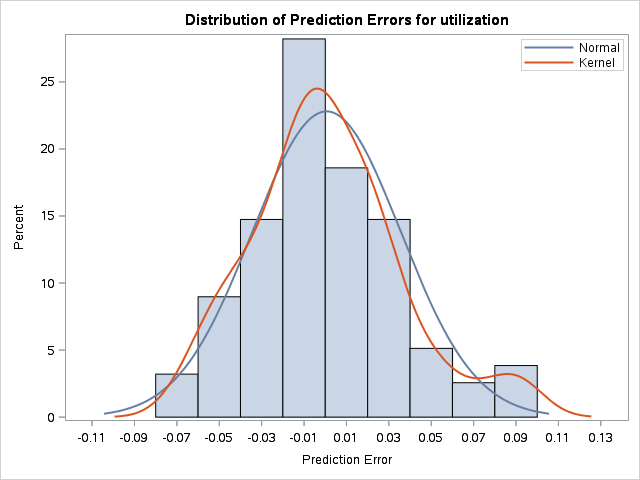 Distribution of Prediction Errors for utilization
Normal
Kernel
Percent
25
20
15
10
5
0
-0.11 -0.09 -0.07 -0.05 -0.03 -0.01 0.01 0.03 0.05 0.07 0.09 0.11 0.13
Prediction Error